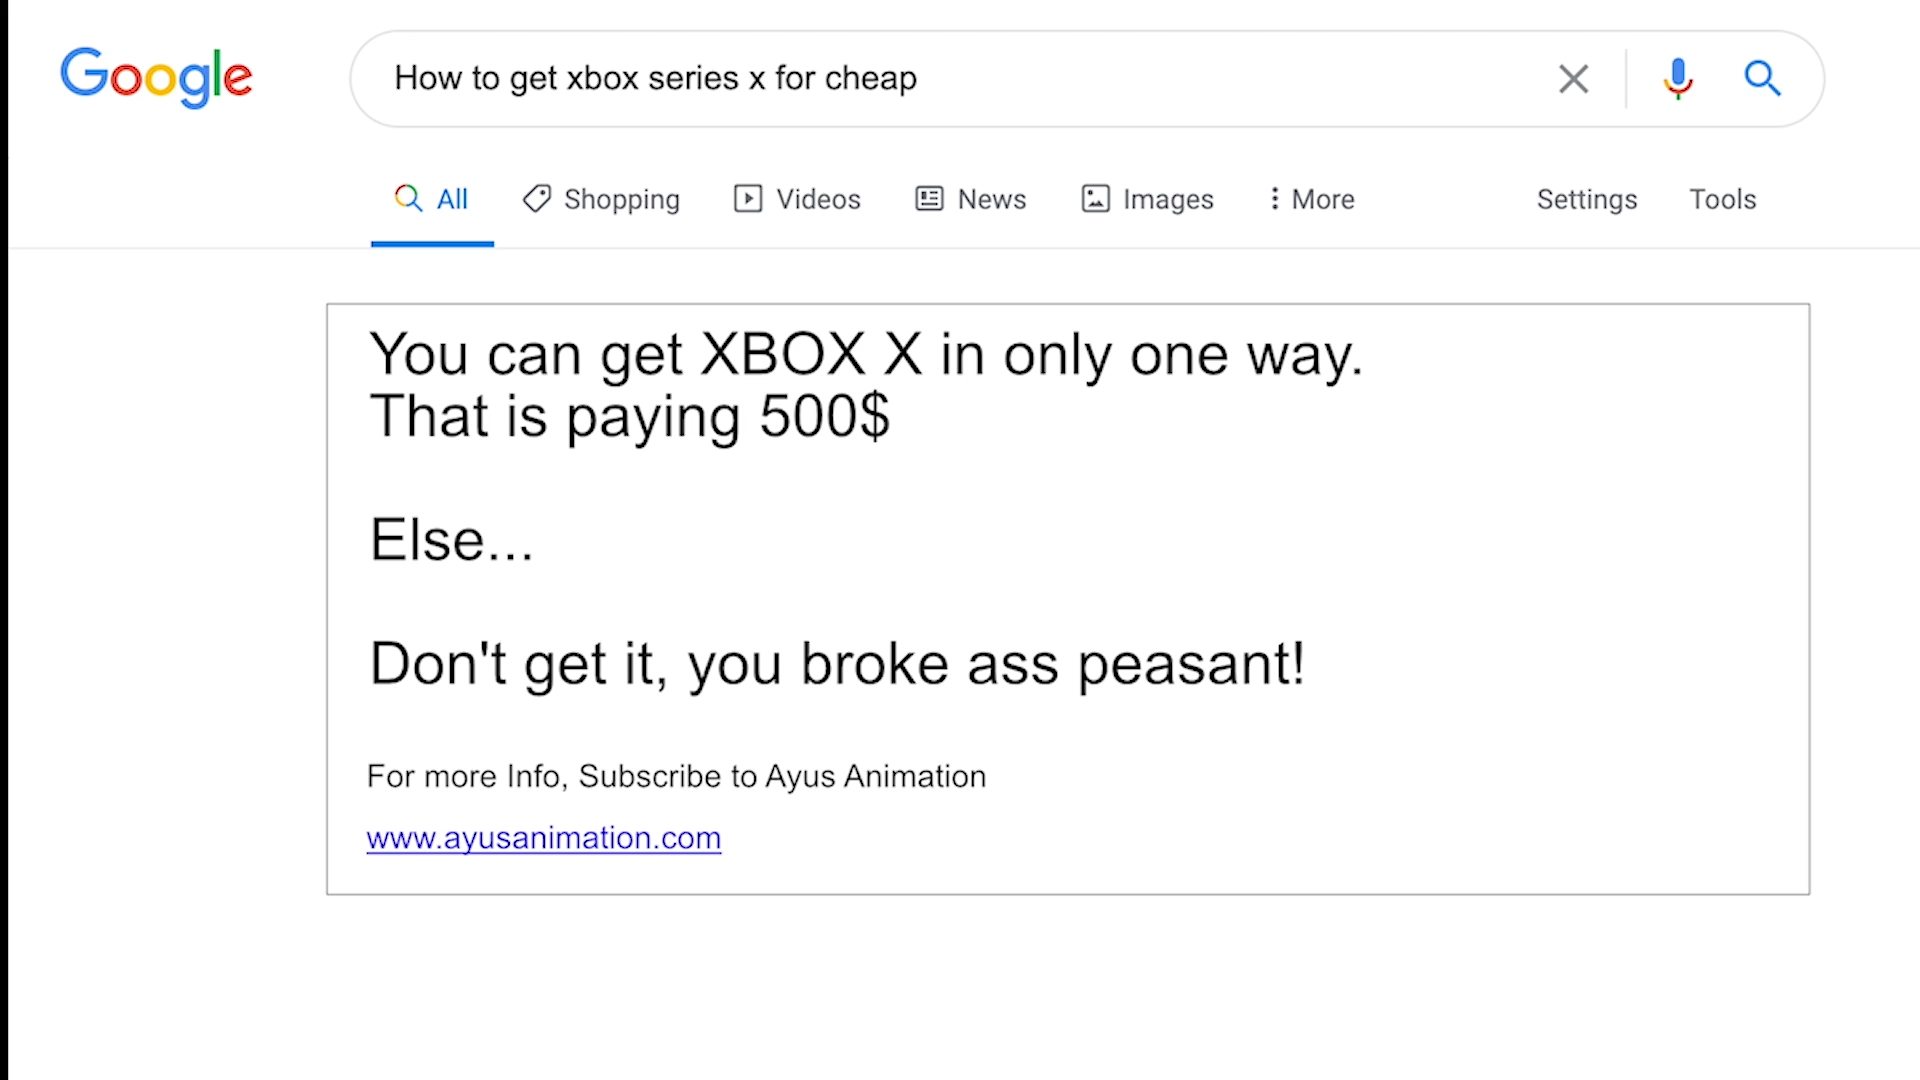 Google
How to get xbox series x for cheap
All Shopping Videos News Images More Settings Tools
You can get XBOX X in only one way.
That is paying 500$
Else...
Don't get it, you broke ass peasant!
For more Info, Subscribe to Ayus Animation
www.ayusanimation.com